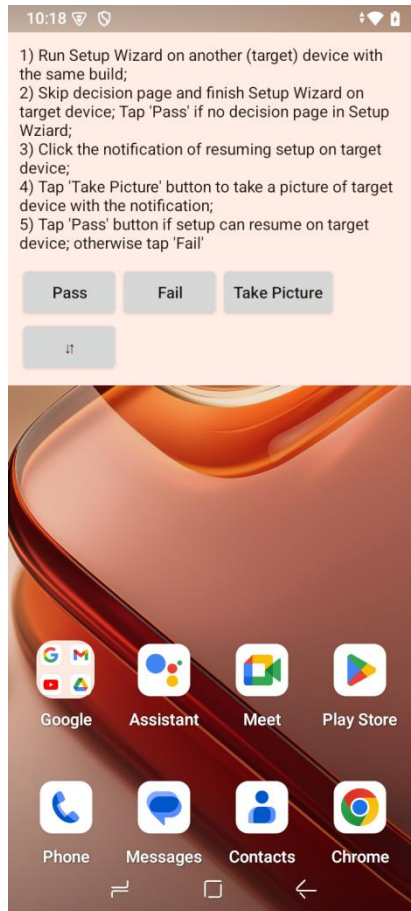 10:18
1) Run Setup Wizard on another (target) device with
the same build;
2) Skip decision page and finish Setup Wizard on
target device; Tap 'Pass' if no decision page in Setup
Wziard;
3) Click the notification of resuming setup on target
device;
4) Tap 'Take Picture' button to take a picture of target
device with the notification;
5) Tap 'Pass' button if setup can resume on target
device; otherwise tap 'Fail'
Pass Fail Take Picture
↓↑
Google Assistant Meet Play Store
Phone Messages Contacts Chrome